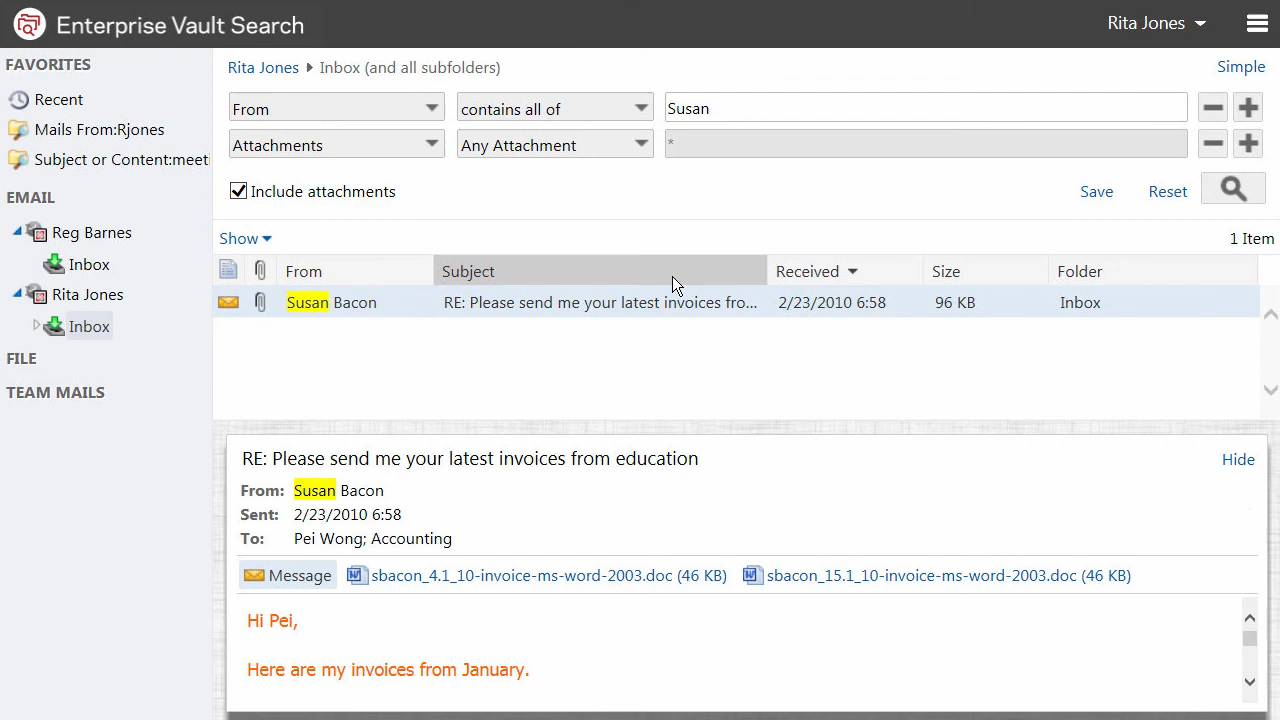 Enterprise Vault Search
Rita Jones
FAVORITES
Recent
Mails From:Rjones
Subject or Content:meeti
EMAIL
Reg Barnes
Inbox
Rita Jones
Inbox
FILE
TEAM MAILS
Rita Jones Inbox (and all subfolders) Simple
From contains all of Susan
Attachments Any Attachment *
Include attachments Save Reset
Show 1 Item
From Subject Received Size Folder
Susan Bacon RE: Please send me your latest invoices fro... 2/23/2010 6:58 96 KB Inbox
RE: Please send me your latest invoices from education Hide
From: Susan Bacon
Sent: 2/23/2010 6:58
To: Pei Wong; Accounting
Message sbacon_4.1_10-invoice-ms-word-2003.doc (46 KB) sbacon_15.1_10-invoice-ms-word-2003.doc (46 KB)
Hi Pei,
Here are my invoices from January.